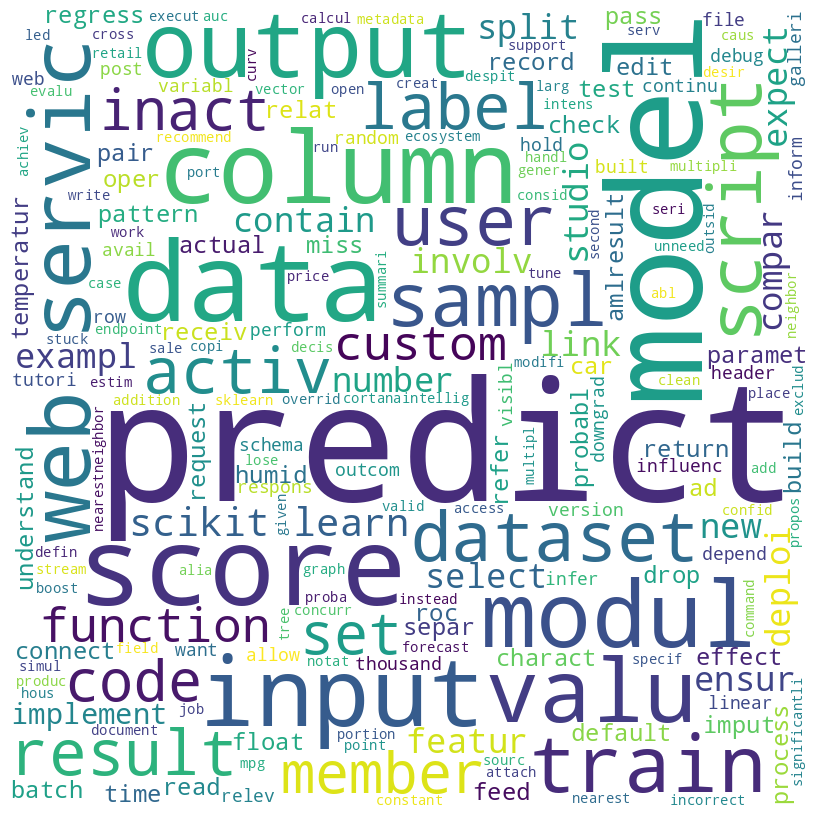 regress
execut
auc
output
calcul
metadata
split
pass
file
led
cross
retail
curv
support
serv
model
caus
galleri
web
post
open
record
edit
debug
script
expect
evalu
variabl
vector
creat
despit
larg
intens
test
continu
desir
servic
inact
relat
label
check
achiev
recommend
random
ecosystem
hold
built
multipli
inform
pair
column
run
handl
oper
port
gener
studio
write
user
consid
seri
pattern
contain
temperatur
work
actual
miss
involv
amlresult
second
unneed
outsid
compar
case
data
price
summari
sampl
tune
abl
neighbor
row
endpoint
receiv
perform
custom
link
stuck
exampl
sale
copi
decis
modifi
car
paramet
tutori
estim
activ
number
header
clean
addition
sklearn
overrid
cortanaintellig
visibl
probabl
downgrad
place
exclud
predict
nearestneighbor
request
schema
lose
humid
outcom
refer
multipl
return
influenc
build
add
understand
web
respons
given
valid
access
version
ad
confid
propos
scikit
learn
dataset
new
defin
select
depend
stream
alia
graph
infer
drop
boost
score
proba
instead
modul
command
deploi
function
tree
concurr
set
roc
separ
connect
field
want
allow
notat
thousand
forecast
charact
specif
effect
simul
produc
hous
code
input
valu
ensur
implement
job
linear
document
portion
float
point
featur
default
imput
process
significantli
result
mpg
member
sourc
attach
train
batch
time
read
relev
constant
feed
nearest
incorrect